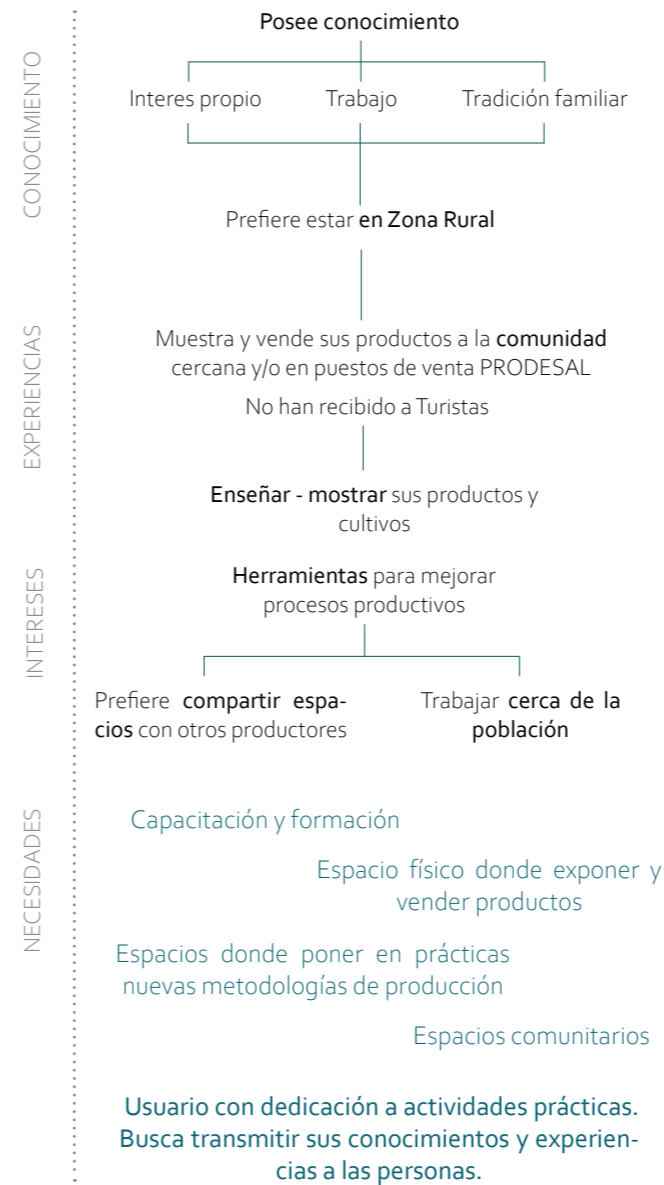 CONOCIMIENTO
Posee conocimiento
Interes propio
Trabajo
Tradición familiar
Prefiere estar en Zona Rural
EXPERIENCIAS
Muestra y vende sus productos a la comunidad
cercana y/o en puestos de venta PRODESAL
No han recibido a Turistas
Enseñar - mostrar sus productos y
cultivos
INTERESES
Herramientas para mejorar
procesos productivos
Prefiere compartir espa-
cios con otros productores
Trabajar cerca de la
población
NECESIDADES
Capacitación y formación
Espacio físico donde exponer y
vender productos
Espacios donde poner en prácticas
nuevas metodologías de producción
Espacios comunitarios
Usuario con dedicación a actividades prácticas.
Busca transmitir sus conocimientos y experien-
cias a las personas.